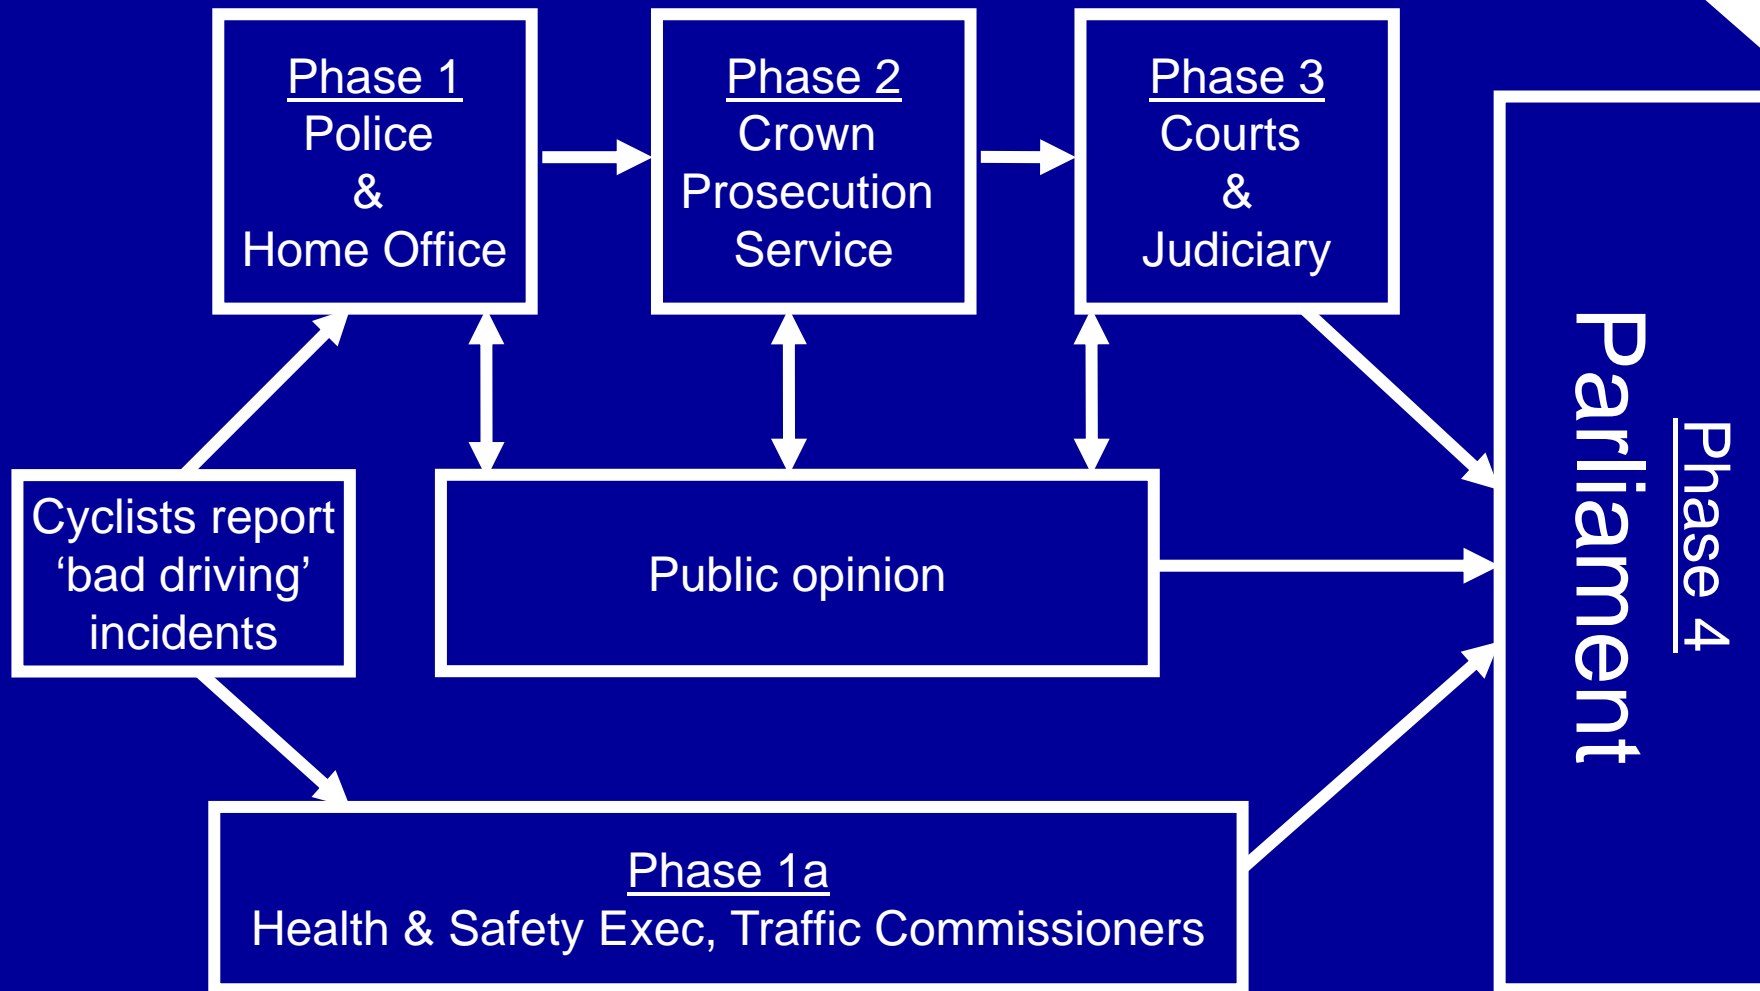 Phase 1
Police
&
Home Office
Phase 2
Crown
Prosecution
Service
Phase 3
Courts
&
Judiciary
Phase 4
Parliament
Cyclists report
‘bad driving’
incidents
Public opinion
Phase 1a
Health & Safety Exec, Traffic Commissioners